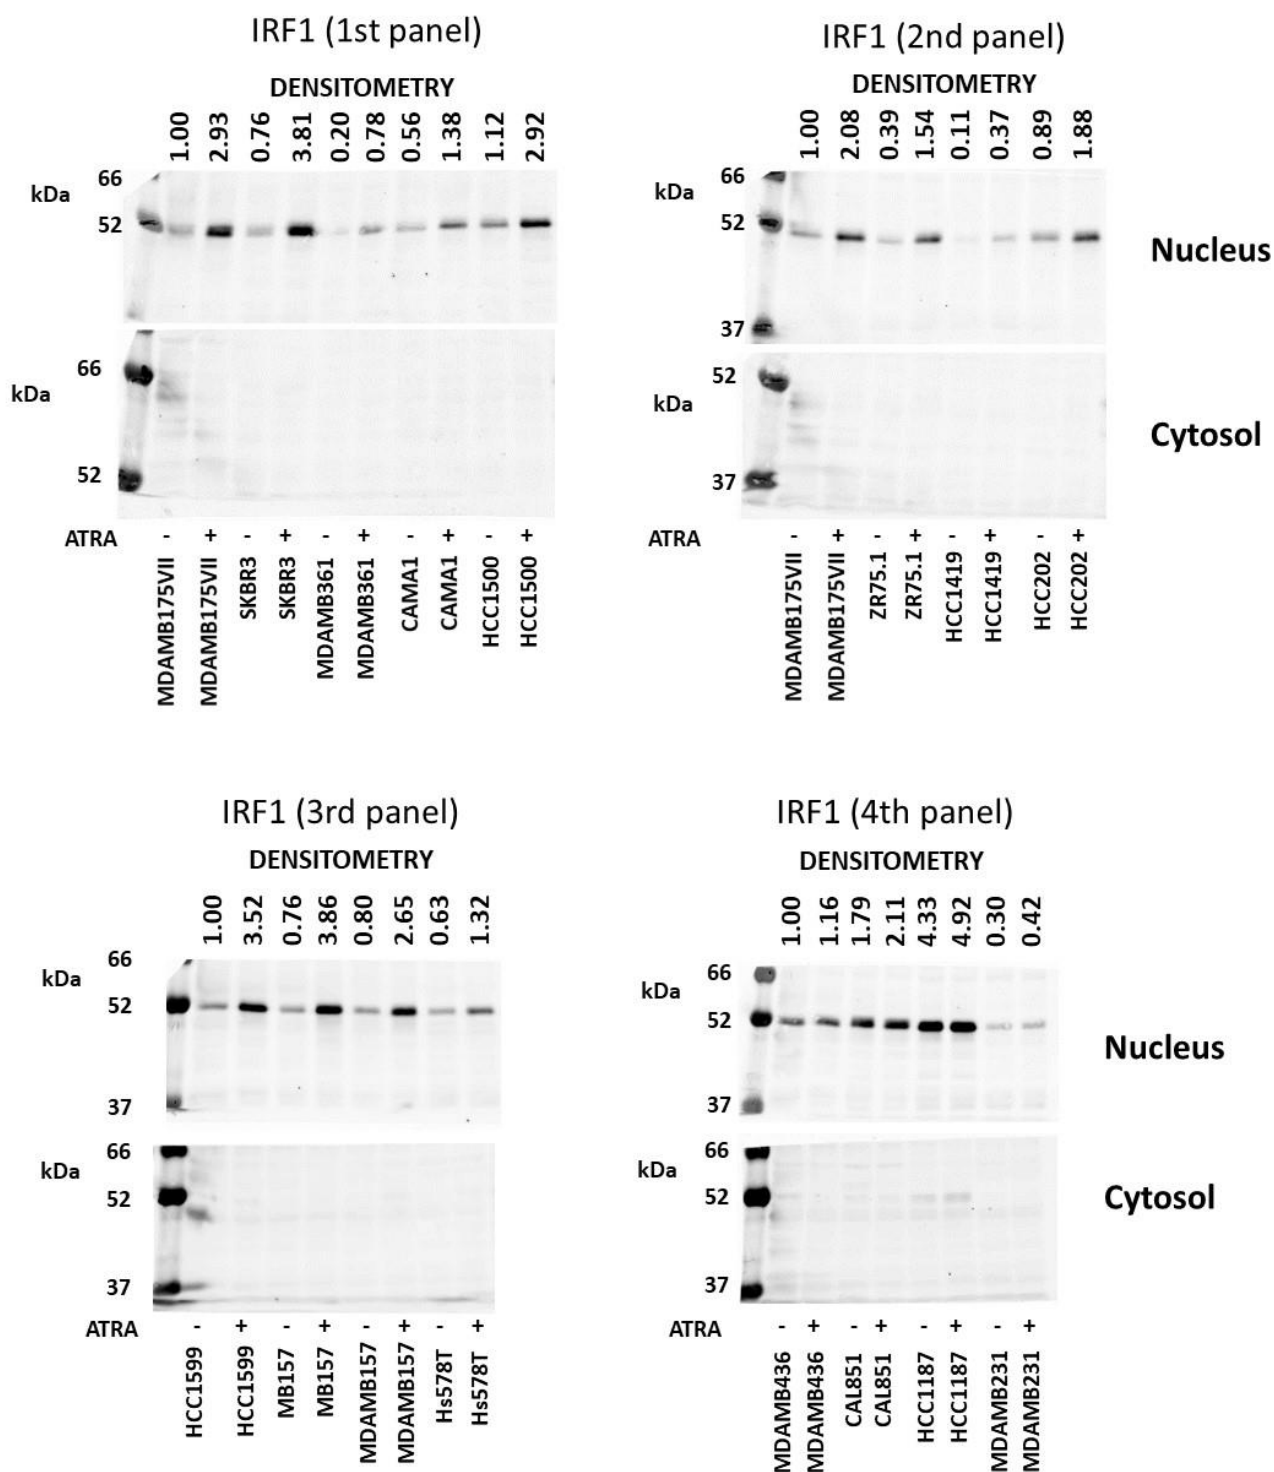 IRF1 (1st panel)
DENSITOMETRY
1.00 2.93 0.76 3.81 0.20 0.78 0.56 1.38 1.12 2.92
66
kDa
52
66
kDa
52
ATRA - + - + - + - + - +
MDAMB175VII MDAMB175VII SKBR3 SKBR3 MDAMB361 MDAMB361 CAMA1 CAMA1 HCC1500 HCC1500
IRF1 (2nd panel)
DENSITOMETRY
1.00 2.08 0.39 1.54 0.11 0.37 0.89 1.88
66
kDa
52
37
Nucleus
52
kDa
37
Cytosol
ATRA - + - + - + - +
MDAMB175VII MDAMB175VII ZR75.1 ZR75.1 HCC1419 HCC1419 HCC202 HCC202
IRF1 (3rd panel)
DENSITOMETRY
1.00 3.52 0.76 3.86 0.80 2.65 0.63 1.32
66
kDa
52
37
66
kDa
52
37
ATRA - + - + - + - +
HCC1599 HCC1599 MB157 MB157 MDAMB157 MDAMB157 Hs578T Hs578T
IRF1 (4th panel)
DENSITOMETRY
1.00 1.16 1.79 2.11 4.33 4.92 0.30 0.42
66
kDa
52
37
Nucleus
66
kDa
52
37
Cytosol
ATRA - + - + - + - +
MDAMB436 MDAMB436 CAL851 CAL851 HCC1187 HCC1187 MDAMB231 MDAMB231